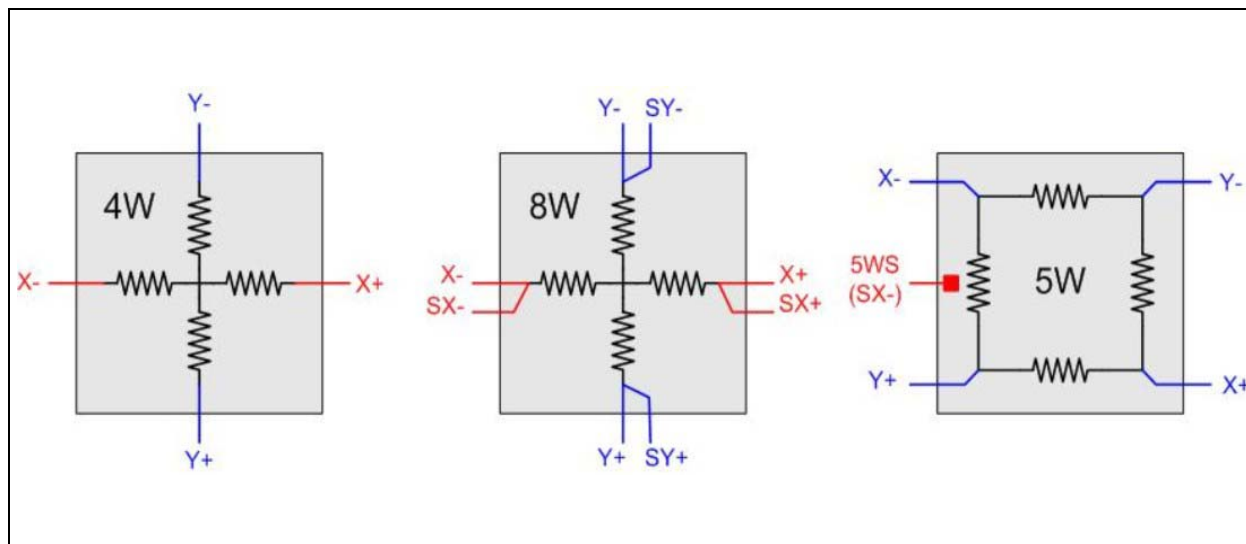 Y-
4W
X-
X+
Y+
Y- SY-
8W
X-
SX-
X+
SX+
Y+ SY+
X-
Y-
5WS
(SX-)
5W
Y+
X+